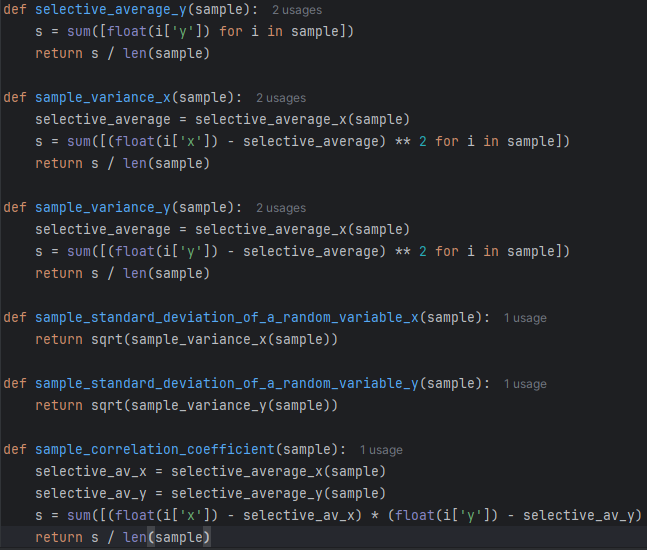 def selective_average_y(sample): 2 usages
    s = sum([float(i['y']) for i in sample])
    return s / len(sample)
def sample_variance_x(sample): 2 usages
    selective_average = selective_average_x(sample)
    s = sum([(float(i['x']) - selective_average) ** 2 for i in sample])
    return s / len(sample)
def sample_variance_y(sample): 2 usages
    selective_average = selective_average_x(sample)
    s = sum([(float(i['y']) - selective_average) ** 2 for i in sample])
    return s / len(sample)
def sample_standard_deviation_of_a_random_variable_x(sample): 1 usage
    return sqrt(sample_variance_x(sample))
def sample_standard_deviation_of_a_random_variable_y(sample): 1 usage
    return sqrt(sample_variance_y(sample))
def sample_correlation_coefficient(sample): 1 usage
    selective_av_x = selective_average_x(sample)
    selective_av_y = selective_average_y(sample)
    s = sum([(float(i['x']) - selective_av_x) * (float(i['y']) - selective_av_y)
    return s / len(sample)